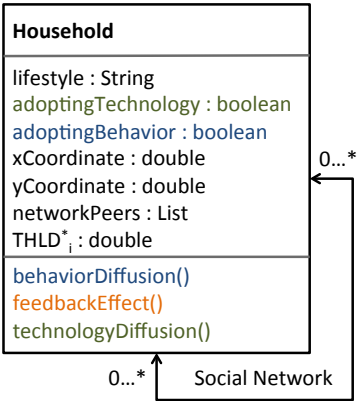 Household
lifestyle : String
adoptingTechnology : boolean
adoptingBehavior : boolean
xCoordinate : double
0...*
yCoordinate : double
networkPeers : List
THLD*i : double
behaviorDiffusion()
feedbackEffect()
technologyDiffusion()
0...* Social Network